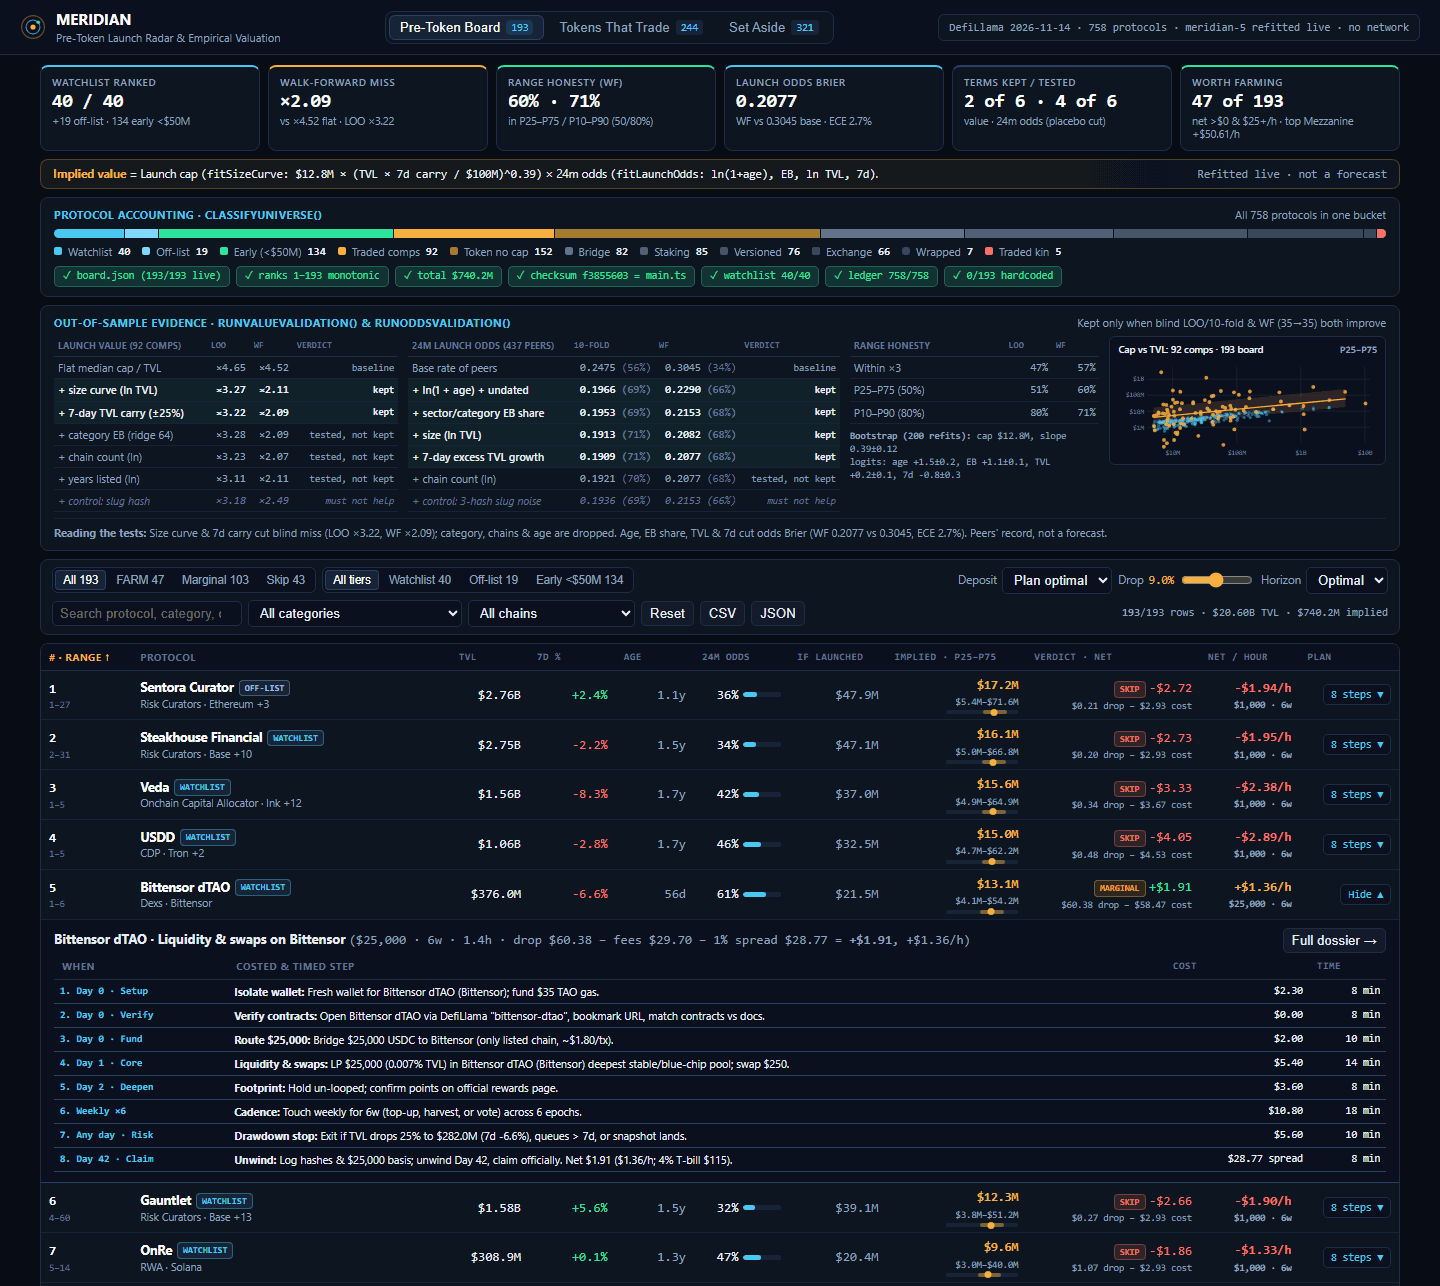 MERIDIAN
Pre-Token Launch Radar & Empirical Valuation
Pre-Token Board 193
Tokens That Trade 244
Set Aside 321
DefiLlama 2026-11-14 · 758 protocols · meridian-5 refitted live · no network
WATCHLIST RANKED
40 / 40
+19 off-list · 134 early <$50M
WALK-FORWARD MISS
×2.09
vs ×4.52 flat · LOO ×3.22
RANGE HONESTY (WF)
60% · 71%
in P25–P75 / P10–P90 (50/80%)
LAUNCH ODDS BRIER
0.2077
WF vs 0.3045 base · ECE 2.7%
TERMS KEPT / TESTED
2 of 6 · 4 of 6
value · 24m odds (placebo cut)
WORTH FARMING
47 of 193
net >$0 & $25+/h · top Mezzanine
+$50.61/h
Implied value = Launch cap (fitSizeCurve: $12.8M × (TVL × 7d carry / $100M)^0.39) × 24m odds (fitLaunchOdds: ln(1+age), EB, ln TVL, 7d).
Refitted live · not a forecast
PROTOCOL ACCOUNTING · CLASSIFYUNIVERSE()
All 758 protocols in one bucket
Watchlist 40 Off-list 19 Early (<$50M) 134 Traded comps 92 Token no cap 152 Bridge 82 Staking 85 Versioned 76 Exchange 66 Wrapped 7 Traded kin 5
✓ board.json (193/193 live) ✓ ranks 1–193 monotonic ✓ total $740.2M ✓ checksum f3855603 = main.ts ✓ watchlist 40/40 ✓ ledger 758/758 ✓ 0/193 hardcoded
OUT-OF-SAMPLE EVIDENCE · RUNVALUEVALIDATION() & RUNODDSVALIDATION()
Kept only when blind LOO/10-fold & WF (35→35) both improve
LAUNCH VALUE (92 COMPS) LOO WF VERDICT
Flat median cap / TVL ×4.65 ×4.52 baseline
+ size curve (ln TVL) ×3.27 ×2.11 kept
+ 7-day TVL carry (±25%) ×3.22 ×2.09 kept
+ category EB (ridge 64) ×3.28 ×2.09 tested, not kept
+ chain count (ln) ×3.23 ×2.07 tested, not kept
+ years listed (ln) ×3.11 ×2.11 tested, not kept
+ control: slug hash ×3.18 ×2.49 must not help
24M LAUNCH ODDS (437 PEERS) 10-FOLD WF VERDICT
Base rate of peers 0.2475 (56%) 0.3045 (34%) baseline
+ ln(1 + age) + undated 0.1966 (69%) 0.2290 (66%) kept
+ sector/category EB share 0.1953 (69%) 0.2153 (68%) kept
+ size (ln TVL) 0.1913 (71%) 0.2082 (68%) kept
+ 7-day excess TVL growth 0.1909 (71%) 0.2077 (68%) kept
+ chain count (ln) 0.1921 (70%) 0.2077 (68%) tested, not kept
+ control: 3-hash slug noise 0.1936 (69%) 0.2153 (66%) must not help
RANGE HONESTY LOO WF
Within ×3 47% 57%
P25–P75 (50%) 51% 60%
P10–P90 (80%) 80% 71%
Bootstrap (200 refits): cap $12.8M, slope
0.39±0.12
logits: age +1.5±0.2, EB +1.1±0.1, TVL
+0.2±0.1, 7d -0.8±0.3
Cap vs TVL: 92 comps · 193 board P25–P75
$1B
$100M
$10M
$1M
$10M $100M $1B $100
Reading the tests: Size curve & 7d carry cut blind miss (LOO ×3.22, WF ×2.09); category, chains & age are dropped. Age, EB share, TVL & 7d cut odds Brier (WF 0.2077 vs 0.3045, ECE 2.7%). Peers' record, not a forecast.
All 193 FARM 47 Marginal 103 Skip 43 All tiers Watchlist 40 Off-list 19 Early <$50M 134
Deposit Plan optimal Drop 9.0% Horizon Optimal
Search protocol, category, c All categories All chains Reset CSV JSON
193/193 rows · $20.60B TVL · $740.2M implied
# · RANGE ↑ PROTOCOL TVL 7D % AGE 24M ODDS IF LAUNCHED IMPLIED · P25–P75 VERDICT · NET NET / HOUR PLAN
1 Sentora Curator OFF-LIST $2.76B +2.4% 1.1y 36% $47.9M $17.2M SKIP -$2.72 -$1.94/h 8 steps ▼
1–27 Risk Curators · Ethereum +3 $5.4M–$71.6M $0.21 drop – $2.93 cost $1,000 · 6w
2 Steakhouse Financial WATCHLIST $2.75B -2.2% 1.5y 34% $47.1M $16.1M SKIP -$2.73 -$1.95/h 8 steps ▼
2–31 Risk Curators · Base +10 $5.0M–$66.8M $0.20 drop – $2.93 cost $1,000 · 6w
3 Veda WATCHLIST $1.56B -8.3% 1.7y 42% $37.0M $15.6M SKIP -$3.33 -$2.38/h 8 steps ▼
1–5 Onchain Capital Allocator · Ink +12 $4.9M–$64.9M $0.34 drop – $3.67 cost $1,000 · 6w
4 USDD WATCHLIST $1.06B -2.8% 1.7y 46% $32.5M $15.0M SKIP -$4.05 -$2.89/h 8 steps ▼
1–5 CDP · Tron +2 $4.7M–$62.2M $0.48 drop – $4.53 cost $1,000 · 6w
5 Bittensor dTAO WATCHLIST $376.0M -6.6% 56d 61% $21.5M $13.1M MARGINAL +$1.91 +$1.36/h Hide ▲
1–6 Dexs · Bittensor $4.1M–$54.2M $60.38 drop – $58.47 cost $25,000 · 6w
Bittensor dTAO · Liquidity & swaps on Bittensor ($25,000 · 6w · 1.4h · drop $60.38 – fees $29.70 – 1% spread $28.77 = +$1.91, +$1.36/h)
Full dossier →
WHEN COSTED & TIMED STEP COST TIME
1. Day 0 · Setup Isolate wallet: Fresh wallet for Bittensor dTAO (Bittensor); fund $35 TAO gas. $2.30 8 min
2. Day 0 · Verify Verify contracts: Open Bittensor dTAO via DefiLlama "bittensor-dtao", bookmark URL, match contracts vs docs. $0.00 8 min
3. Day 0 · Fund Route $25,000: Bridge $25,000 USDC to Bittensor (only listed chain, ~$1.80/tx). $2.00 10 min
4. Day 1 · Core Liquidity & swaps: LP $25,000 (0.007% TVL) in Bittensor dTAO (Bittensor) deepest stable/blue-chip pool; swap $250. $5.40 14 min
5. Day 2 · Deepen Footprint: Hold un-looped; confirm points on official rewards page. $3.60 8 min
6. Weekly ×6 Cadence: Touch weekly for 6w (top-up, harvest, or vote) across 6 epochs. $10.80 18 min
7. Any day · Risk Drawdown stop: Exit if TVL drops 25% to $282.0M (7d -6.6%), queues > 7d, or snapshot lands. $5.60 10 min
8. Day 42 · Claim Unwind: Log hashes & $25,000 basis; unwind Day 42, claim officially. Net $1.91 ($1.36/h; 4% T-bill $115). $28.77 spread 8 min
6 Gauntlet WATCHLIST $1.58B +5.6% 1.5y 32% $39.1M $12.3M SKIP -$2.66 -$1.90/h 8 steps ▼
4–60 Risk Curators · Base +13 $3.8M–$51.2M $0.27 drop – $2.93 cost $1,000 · 6w
7 OnRe WATCHLIST $308.9M +0.1% 1.3y 47% $20.4M $9.6M SKIP -$1.86 -$1.33/h 8 steps ▼
5–14 RWA · Solana $3.0M–$40.0M $1.07 drop – $2.93 cost $1,000 · 6w